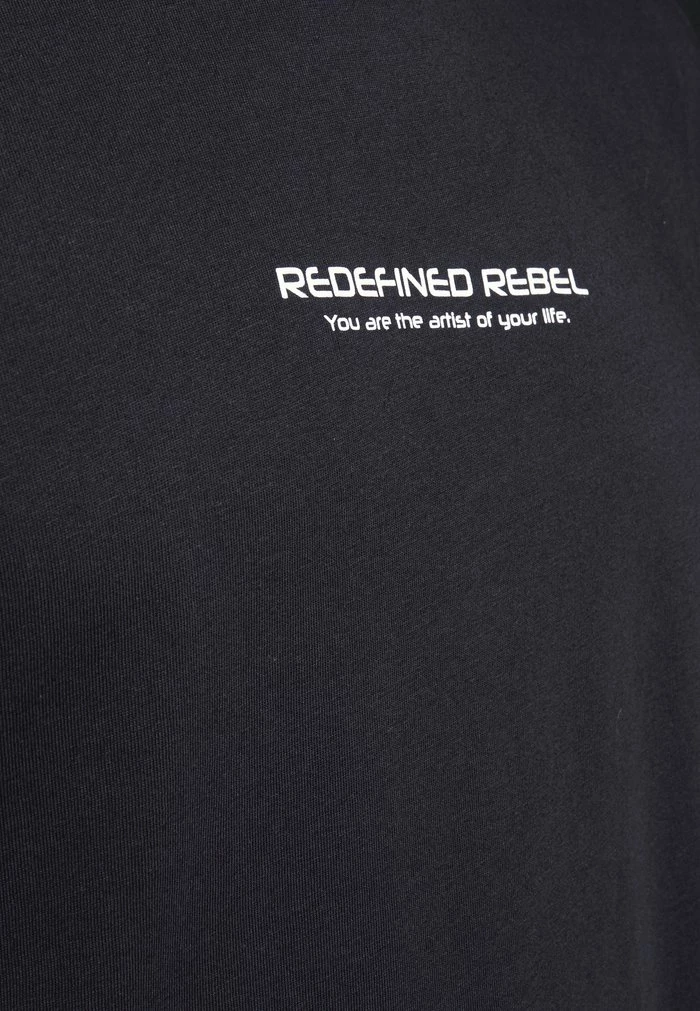 REDEFINED REBEL
You are the artist of your life.